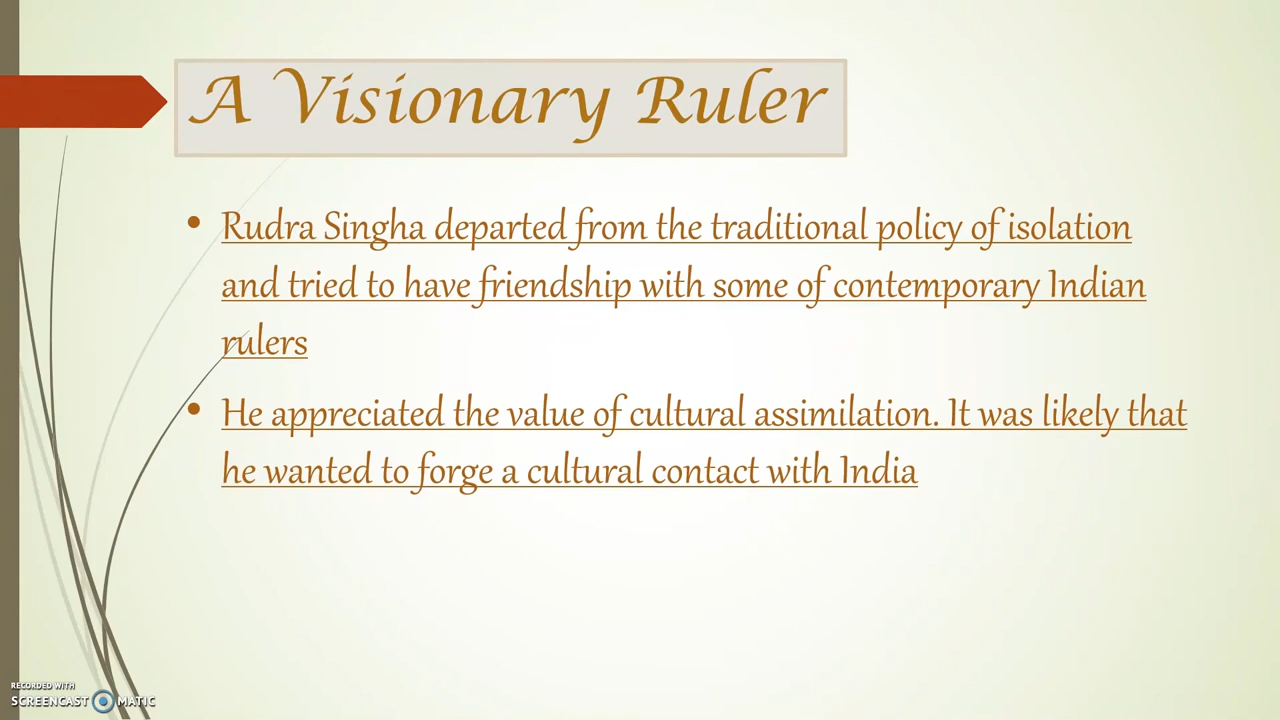 A Visionary Ruler
• Rudra Singha departed from the traditional policy of isolation
and tried to have friendship with some of contemporary Indian
rulers
• He appreciated the value of cultural assimilation. It was likely that
he wanted to forge a cultural contact with India
RECORDED WITH
SCREENCAST MATIC